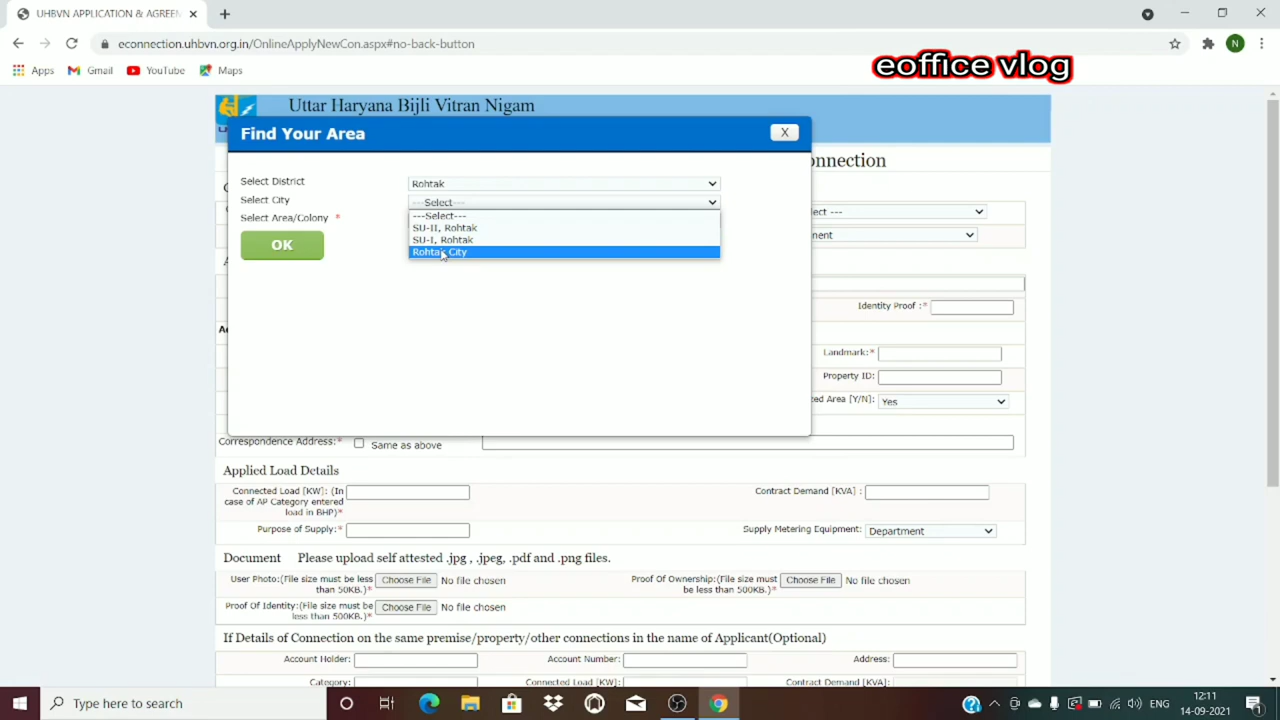 UHBVN APPLICATION & AGREEN
econnection.uhbvn.org.in/OnlineApplyNewCon.aspx#no-back-button
N
Apps Gmail YouTube Maps
eoffice vlog
Uttar Haryana Bijli Vitran Nigam
Find Your Area X
onnection
Select District Rohtak
Select City ---Select---
Select Area/Colony *
---Select---
SU-II, Rohtak
SU-I, Rohtak
Rohtak City
OK
lect ---
ment
Identity Proof :*
Landmark:*
Property ID:
zed Area [Y/N]: Yes
Correspondence Address:* Same as above
Applied Load Details
Connected Load [KW]: (In case of AP Category entered load in BHP)* Contract Demand [KVA] :
Purpose of Supply:* Supply Metering Equipment: Department
Document Please upload self attested .jpg , .jpeg, .pdf and .png files.
User Photo:(File size must be less than 50KB.)* Choose File No file chosen Proof Of Ownership:(File size must be less than 500KB.)* Choose File No file chosen
Proof Of Identity:(File size must be less than 500KB.)* Choose File No file chosen
If Details of Connection on the same premise/property/other connections in the name of Applicant(Optional)
Account Holder: Account Number: Address:
Category: Connected Load [KW]: Contract Demand [KVA]:
Type here to search
ENG
12:11
14-09-2021